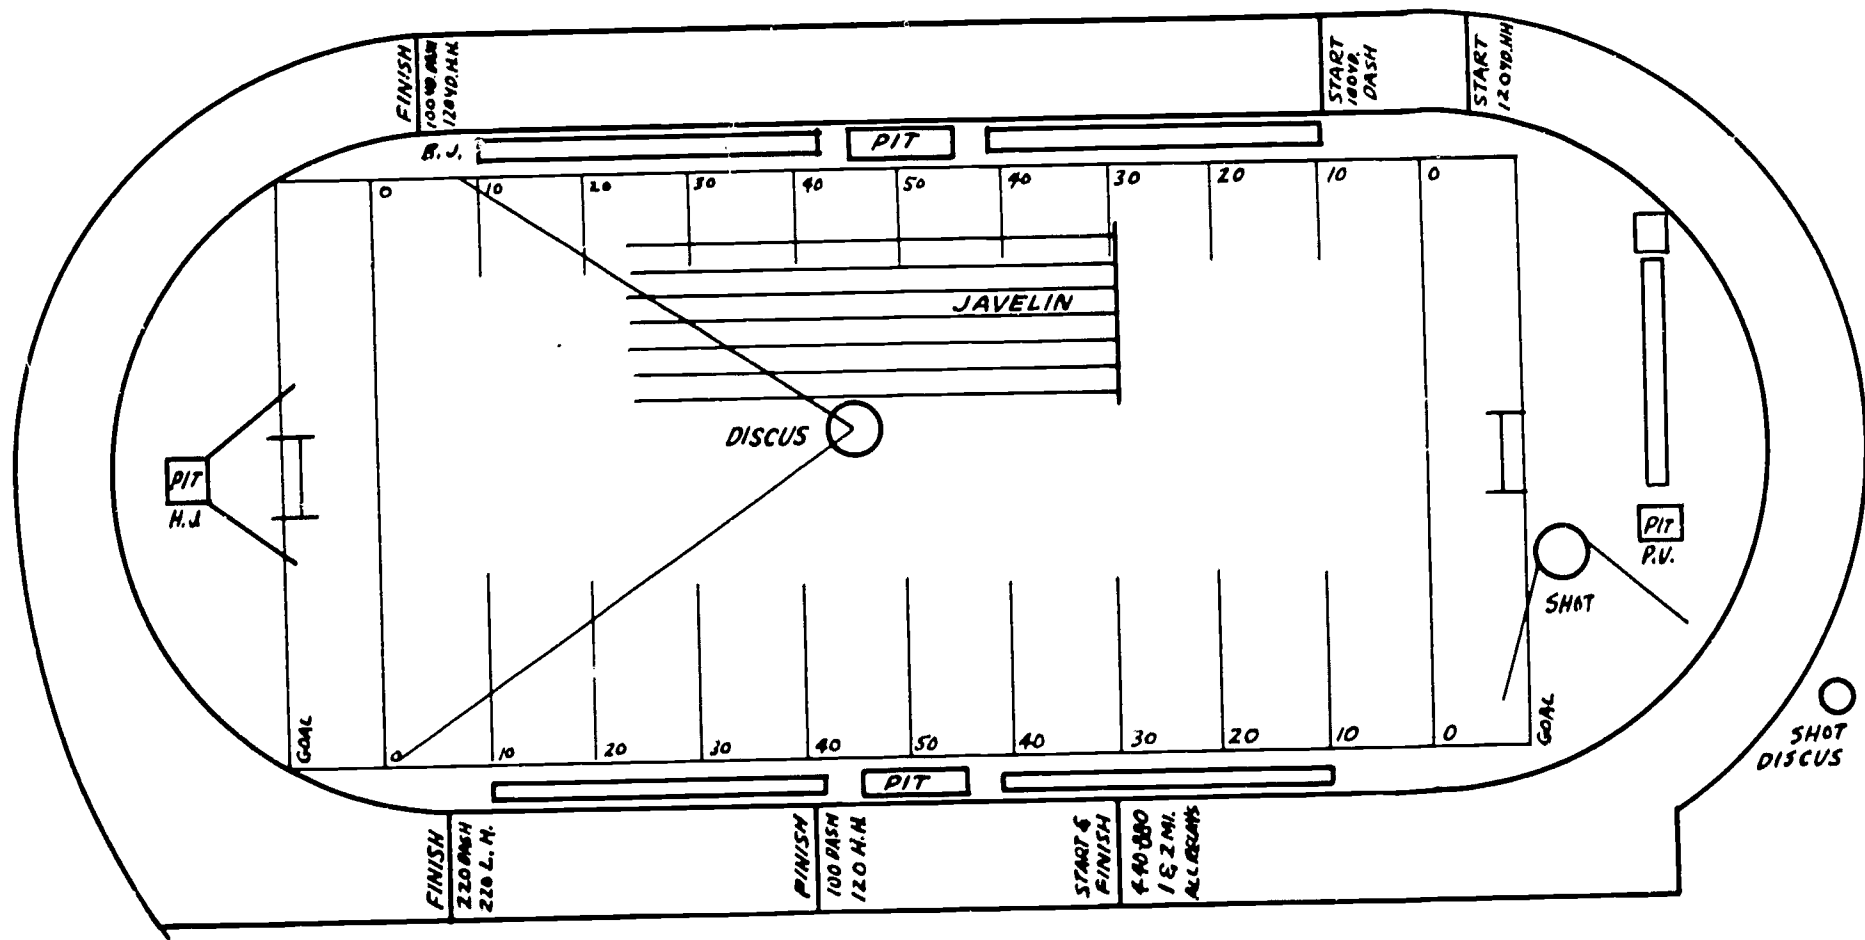 FINISH
100 YD. DASH
120 YD. H.H.
START
100 YD.
DASH
START
120 YD. HH
B.J.
PIT
0 10 20 30 40 50 40 30 20 10 0
JAVELIN
DISCUS
PIT
H.J.
PIT
P.V.
SHOT
GOAL
GOAL
0 10 20 30 40 50 40 30 20 10 0
SHOT
DISCUS
PIT
FINISH
220 DASH
220 L.H.
FINISH
100 DASH
120 H.H.
START &
FINISH
440 880
1 & 2 MI.
ALL RELAYS